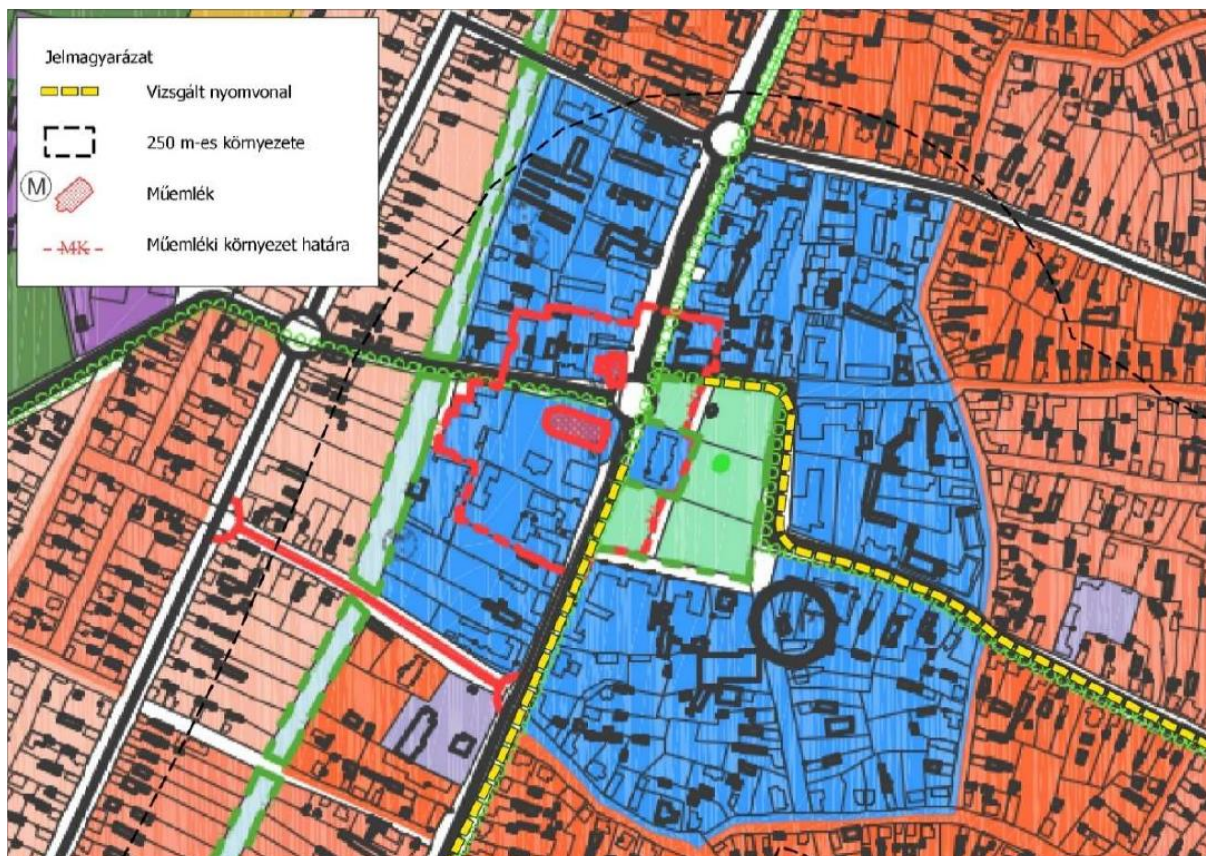 Jelmagyarázat
Vizsgált nyomvonal
250 m-es környezete
M
Műemlék
MK
Műemléki környezet határa